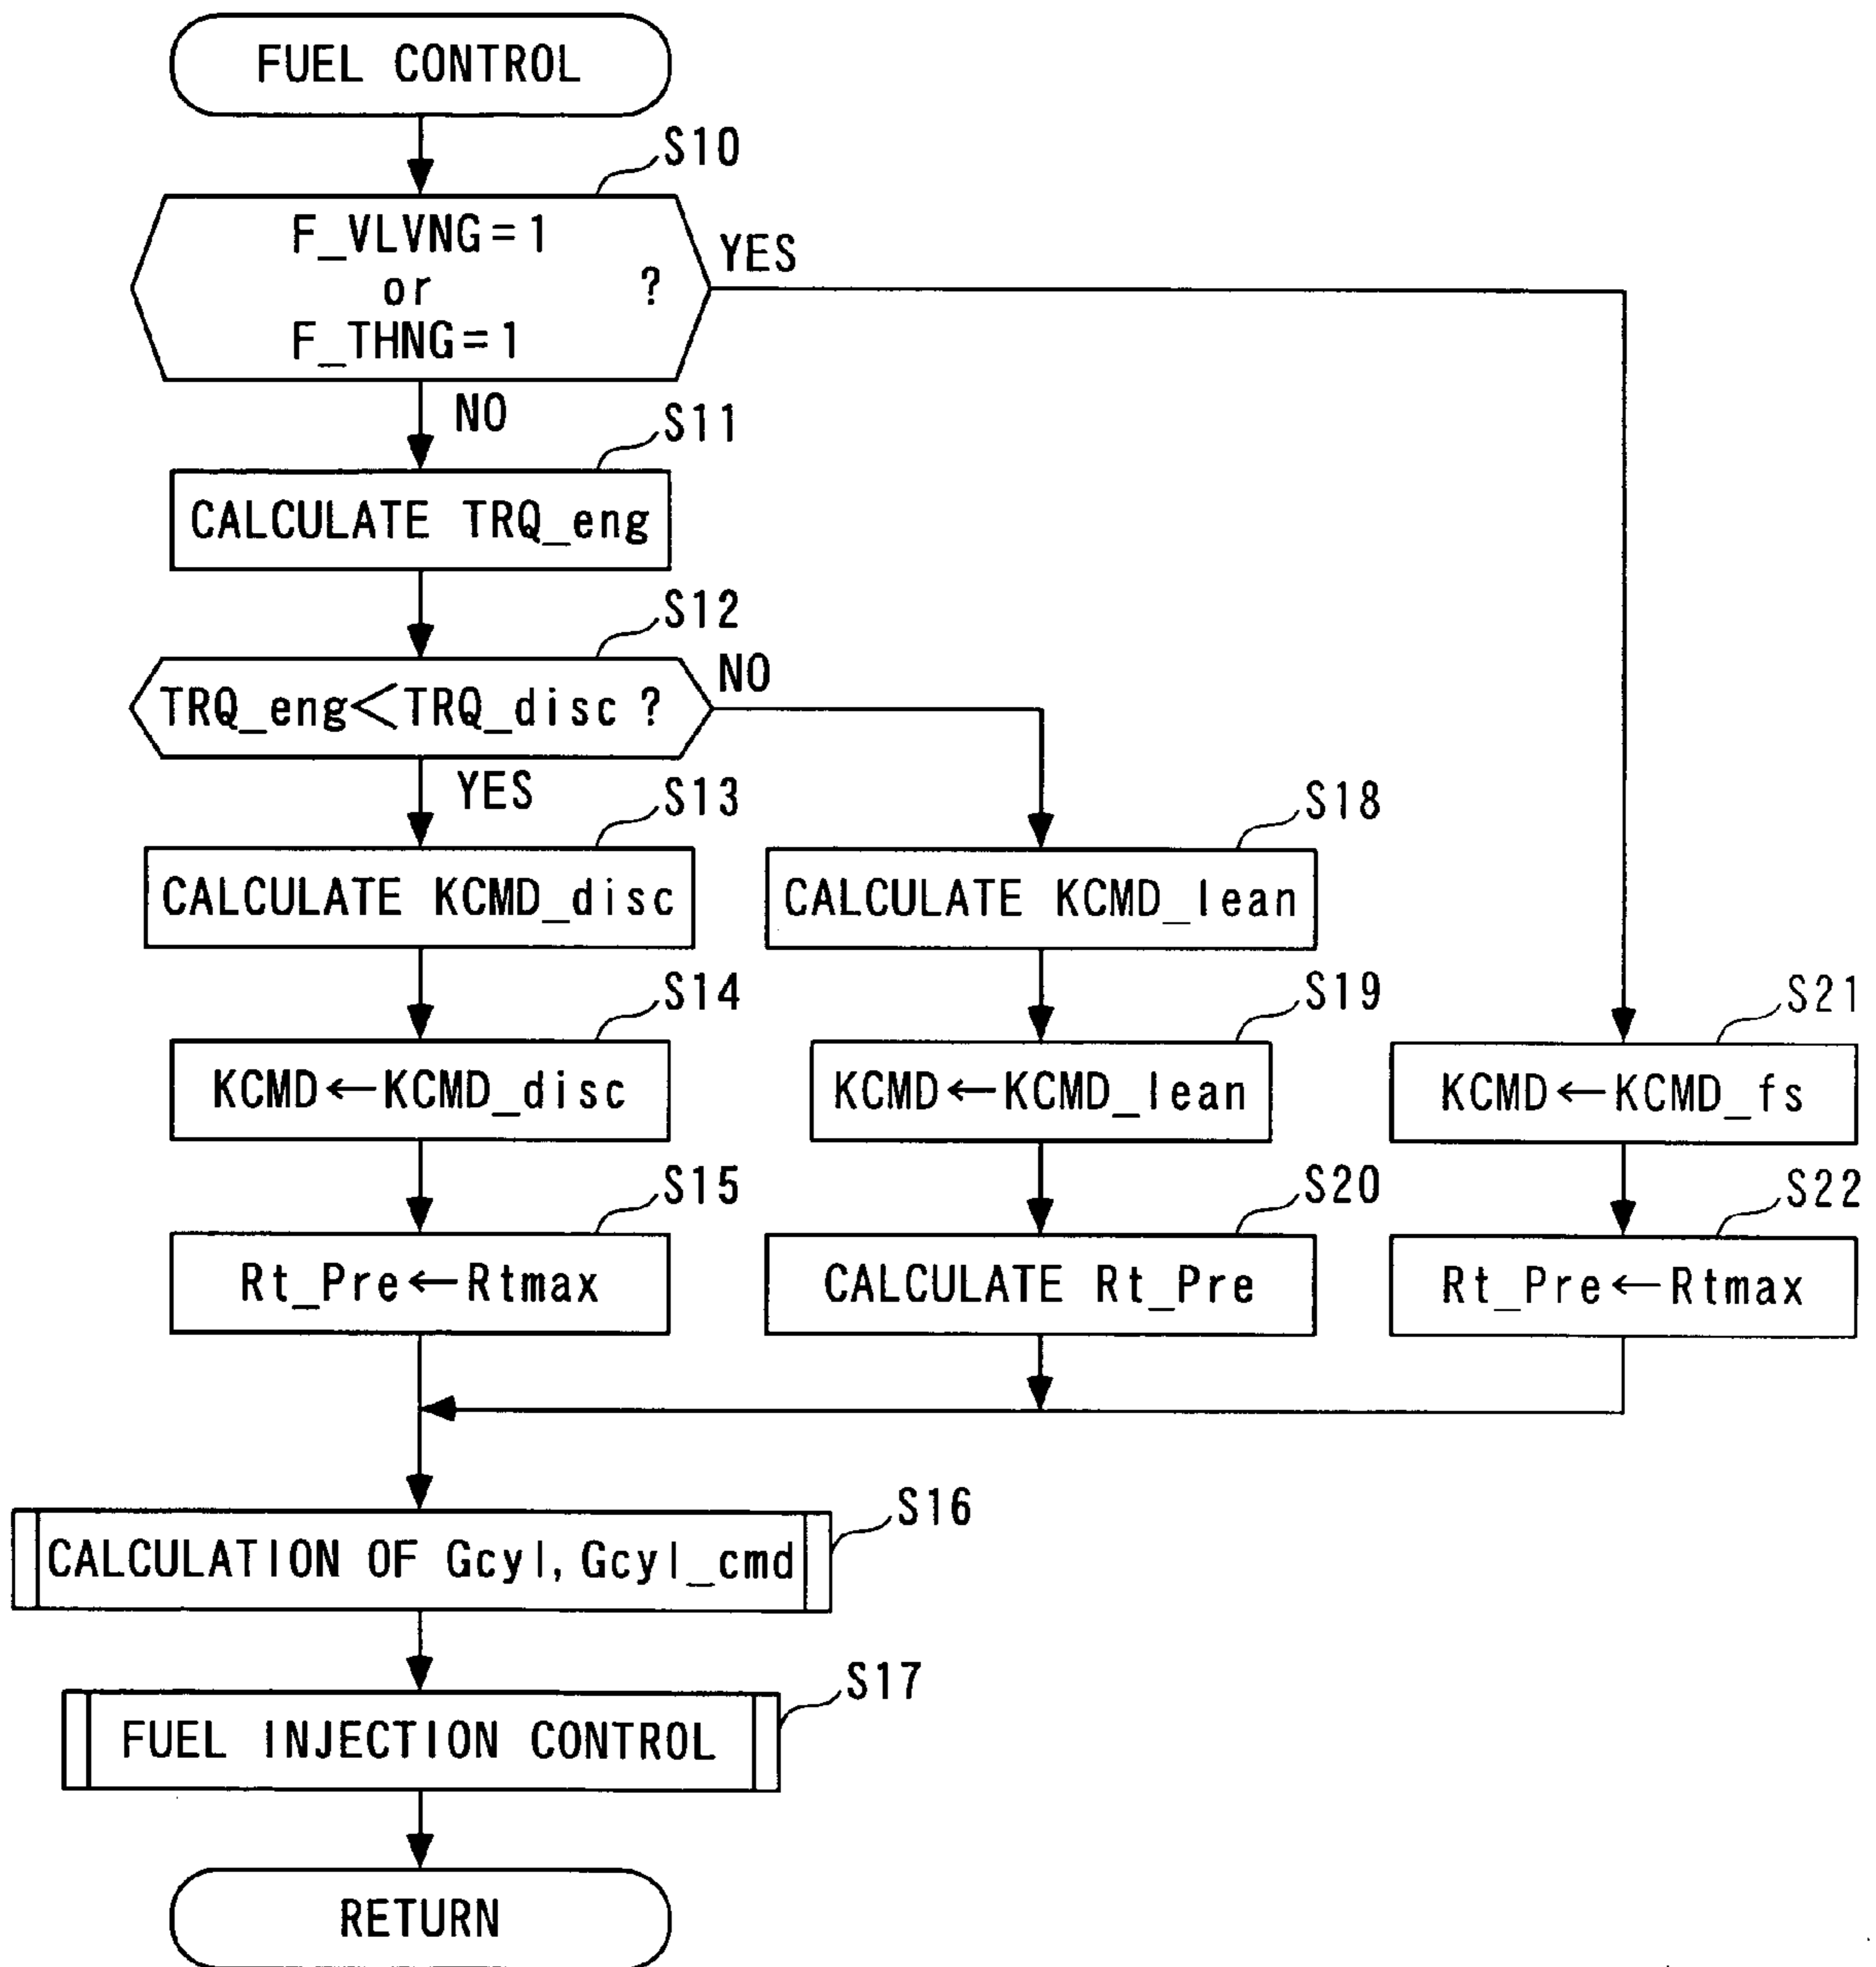 FUEL CONTROL
S10
F_VLVNG=1
or
F_THNG=1
?
YES
NO
S11
CALCULATE TRQ_eng
S12
TRQ_eng<TRQ_disc ?
NO
YES
S13
CALCULATE KCMD_disc
S18
CALCULATE KCMD_lean
S14
KCMD←KCMD_disc
S19
KCMD←KCMD_lean
S21
KCMD←KCMD_fs
S15
Rt_Pre←Rtmax
S20
CALCULATE Rt_Pre
S22
Rt_Pre←Rtmax
S16
CALCULATION OF Gcyl, Gcyl_cmd
S17
FUEL INJECTION CONTROL
RETURN